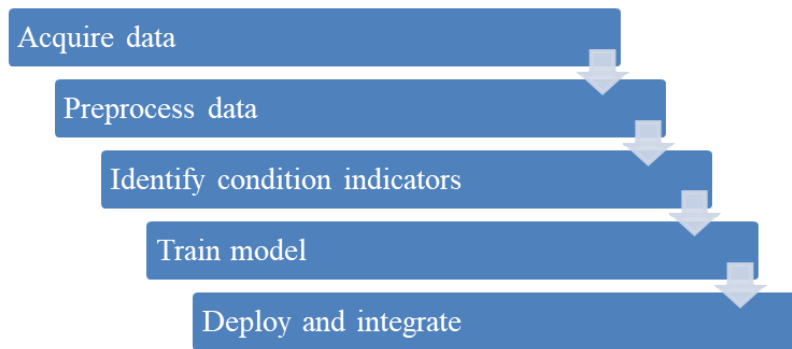 Acquire data
Preprocess data
Identify condition indicators
Train model
Deploy and integrate